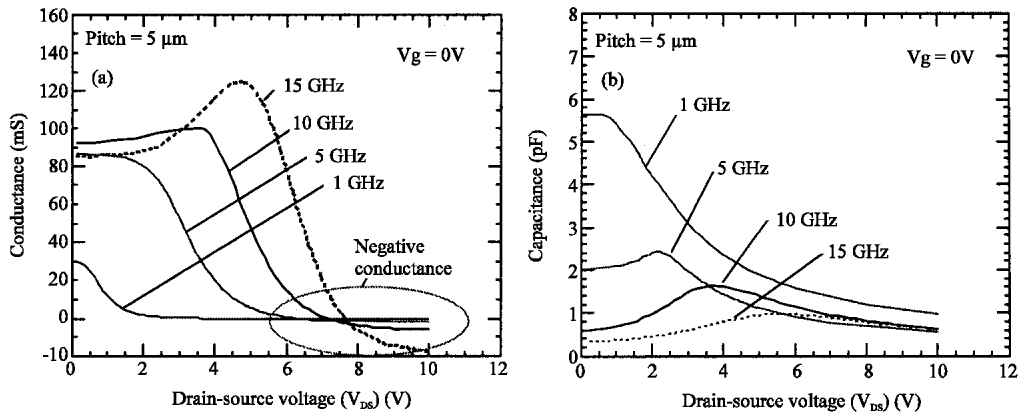 160
140
120
100
80
60
40
20
0
-10
Conductance (mS)
Pitch = 5 µm
Vg = 0V
(a)
15 GHz
10 GHz
5 GHz
1 GHz
Negative
conductance
0 2 4 6 8 10 12
Drain-source voltage (V_DS) (V)
8
7
6
5
4
3
2
1
0
Capacitance (pF)
Pitch = 5 µm
Vg = 0V
(b)
1 GHz
5 GHz
10 GHz
15 GHz
0 2 4 6 8 10 12
Drain-source voltage (V_DS) (V)